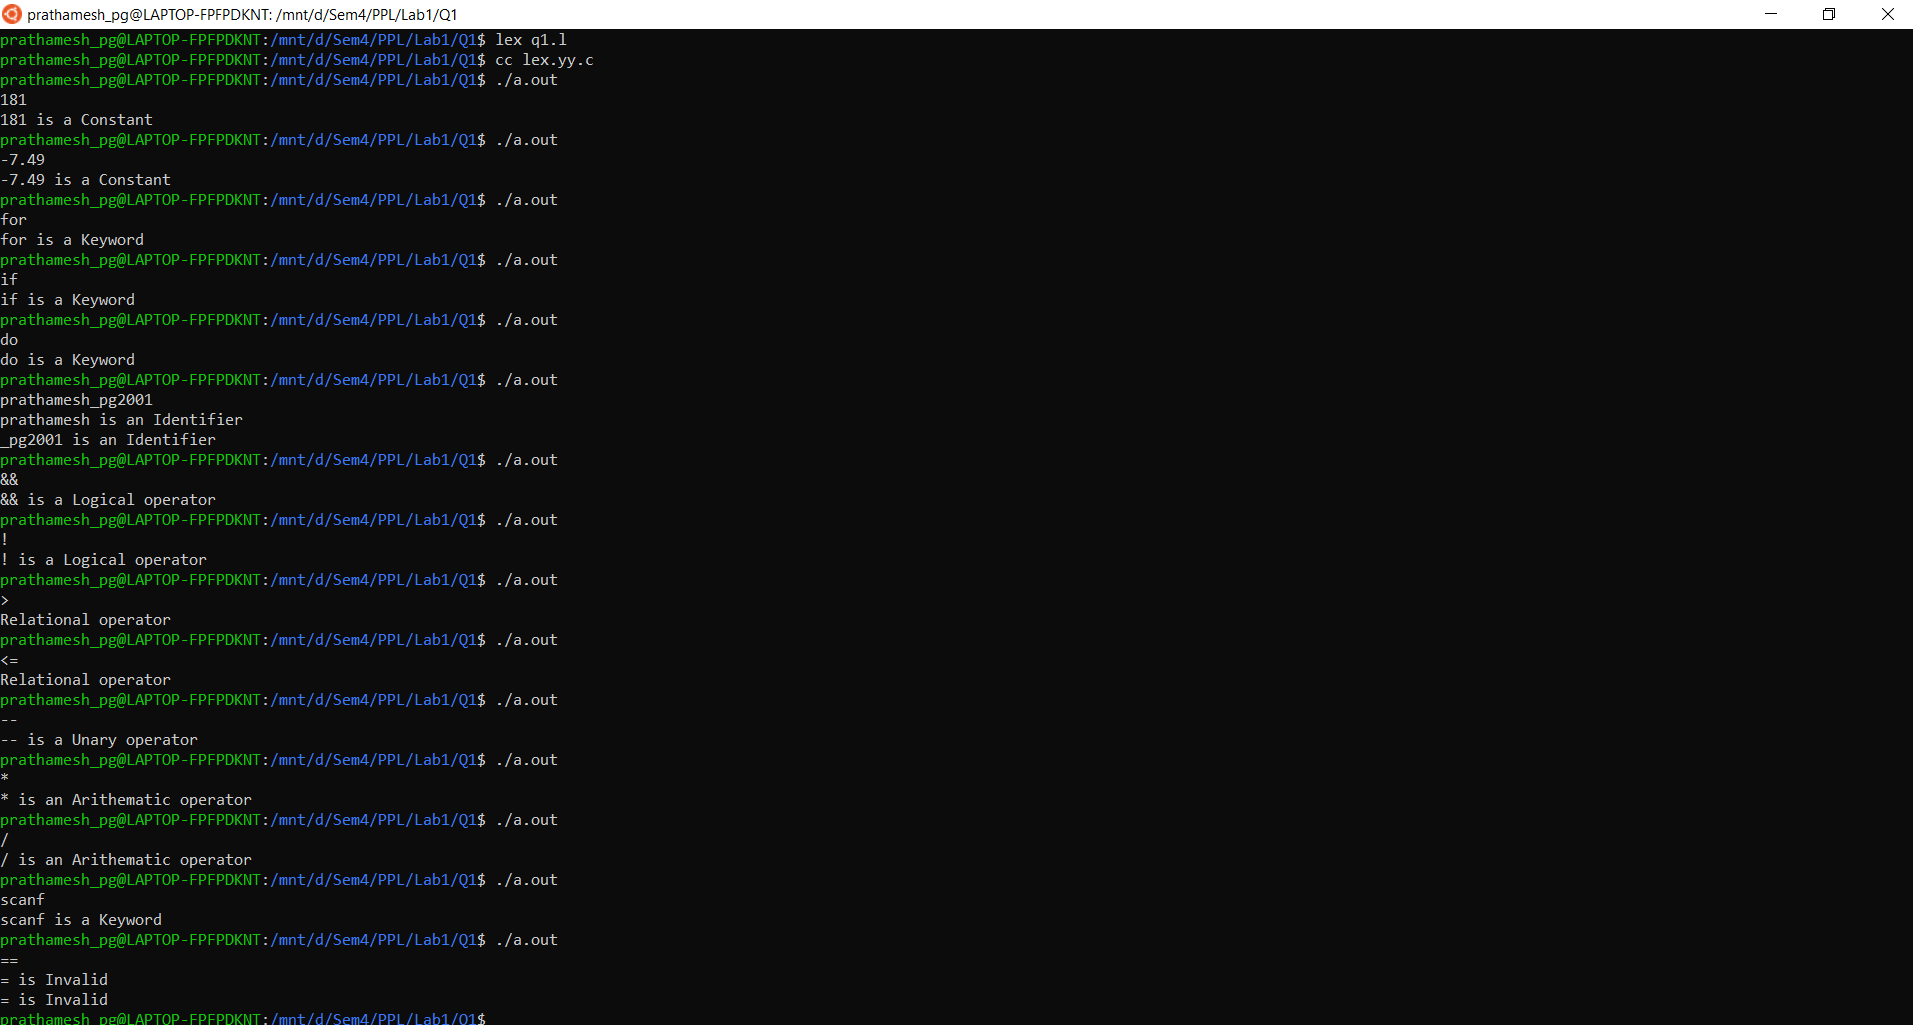 prathamesh_pg@LAPTOP-FPFPDKNT: /mnt/d/Sem4/PPL/Lab1/Q1
prathamesh_pg@LAPTOP-FPFPDKNT:/mnt/d/Sem4/PPL/Lab1/Q1$ lex q1.l
prathamesh_pg@LAPTOP-FPFPDKNT:/mnt/d/Sem4/PPL/Lab1/Q1$ cc lex.yy.c
prathamesh_pg@LAPTOP-FPFPDKNT:/mnt/d/Sem4/PPL/Lab1/Q1$ ./a.out
181
181 is a Constant
prathamesh_pg@LAPTOP-FPFPDKNT:/mnt/d/Sem4/PPL/Lab1/Q1$ ./a.out
-7.49
-7.49 is a Constant
prathamesh_pg@LAPTOP-FPFPDKNT:/mnt/d/Sem4/PPL/Lab1/Q1$ ./a.out
for
for is a Keyword
prathamesh_pg@LAPTOP-FPFPDKNT:/mnt/d/Sem4/PPL/Lab1/Q1$ ./a.out
if
if is a Keyword
prathamesh_pg@LAPTOP-FPFPDKNT:/mnt/d/Sem4/PPL/Lab1/Q1$ ./a.out
do
do is a Keyword
prathamesh_pg@LAPTOP-FPFPDKNT:/mnt/d/Sem4/PPL/Lab1/Q1$ ./a.out
prathamesh_pg2001
prathamesh is an Identifier
_pg2001 is an Identifier
prathamesh_pg@LAPTOP-FPFPDKNT:/mnt/d/Sem4/PPL/Lab1/Q1$ ./a.out
&&
&& is a Logical operator
prathamesh_pg@LAPTOP-FPFPDKNT:/mnt/d/Sem4/PPL/Lab1/Q1$ ./a.out
!
! is a Logical operator
prathamesh_pg@LAPTOP-FPFPDKNT:/mnt/d/Sem4/PPL/Lab1/Q1$ ./a.out
>
Relational operator
prathamesh_pg@LAPTOP-FPFPDKNT:/mnt/d/Sem4/PPL/Lab1/Q1$ ./a.out
<=
Relational operator
prathamesh_pg@LAPTOP-FPFPDKNT:/mnt/d/Sem4/PPL/Lab1/Q1$ ./a.out
--
-- is a Unary operator
prathamesh_pg@LAPTOP-FPFPDKNT:/mnt/d/Sem4/PPL/Lab1/Q1$ ./a.out
*
* is an Arithematic operator
prathamesh_pg@LAPTOP-FPFPDKNT:/mnt/d/Sem4/PPL/Lab1/Q1$ ./a.out
/
/ is an Arithematic operator
prathamesh_pg@LAPTOP-FPFPDKNT:/mnt/d/Sem4/PPL/Lab1/Q1$ ./a.out
scanf
scanf is a Keyword
prathamesh_pg@LAPTOP-FPFPDKNT:/mnt/d/Sem4/PPL/Lab1/Q1$ ./a.out
==
= is Invalid
= is Invalid
prathamesh_pg@LAPTOP-FPFPDKNT:/mnt/d/Sem4/PPL/Lab1/Q1$